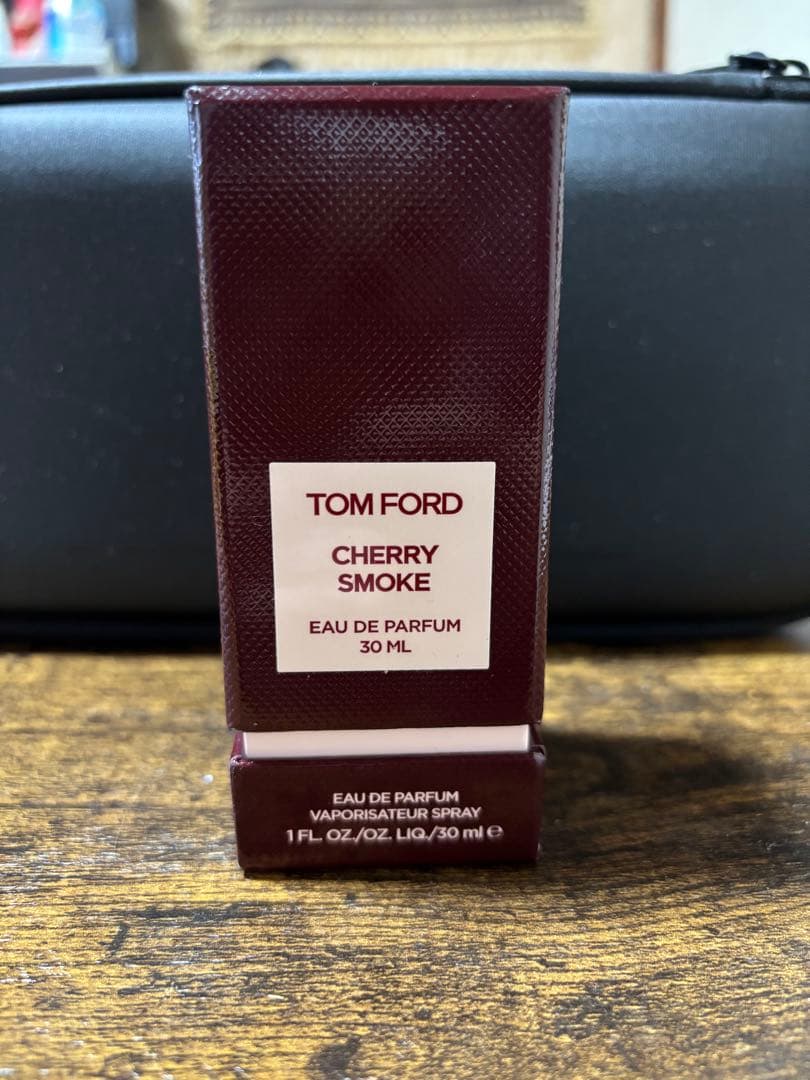 TOM FORD
CHERRY
SMOKE
EAU DE PARFUM
30 ML
EAU DE PARFUM
VAPORISATEUR SPRAY
1 FL. OZ./OZ. LIQ./30 ml ℮